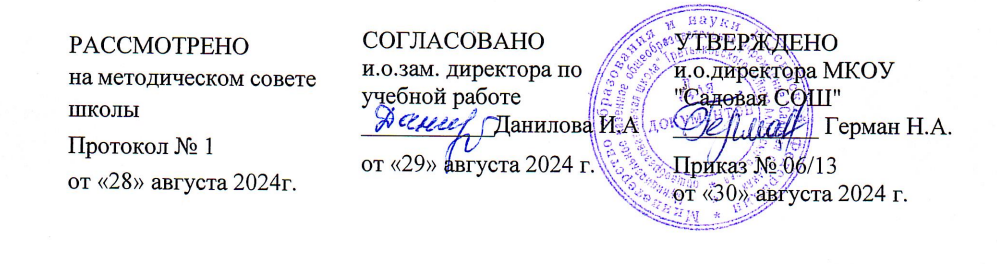 РАССМОТРЕНО
на методическом совете
школы
Протокол № 1
от «28» августа 2024г.
СОГЛАСОВАНО
и.о.зам. директора по
учебной работе
Данилова И.А
от «29» августа 2024 г.
УТВЕРЖДЕНО
и.о.директора МКОУ
"Садовая СОШ"
Герман Н.А.
Приказ № 06/13
от «30» августа 2024 г.